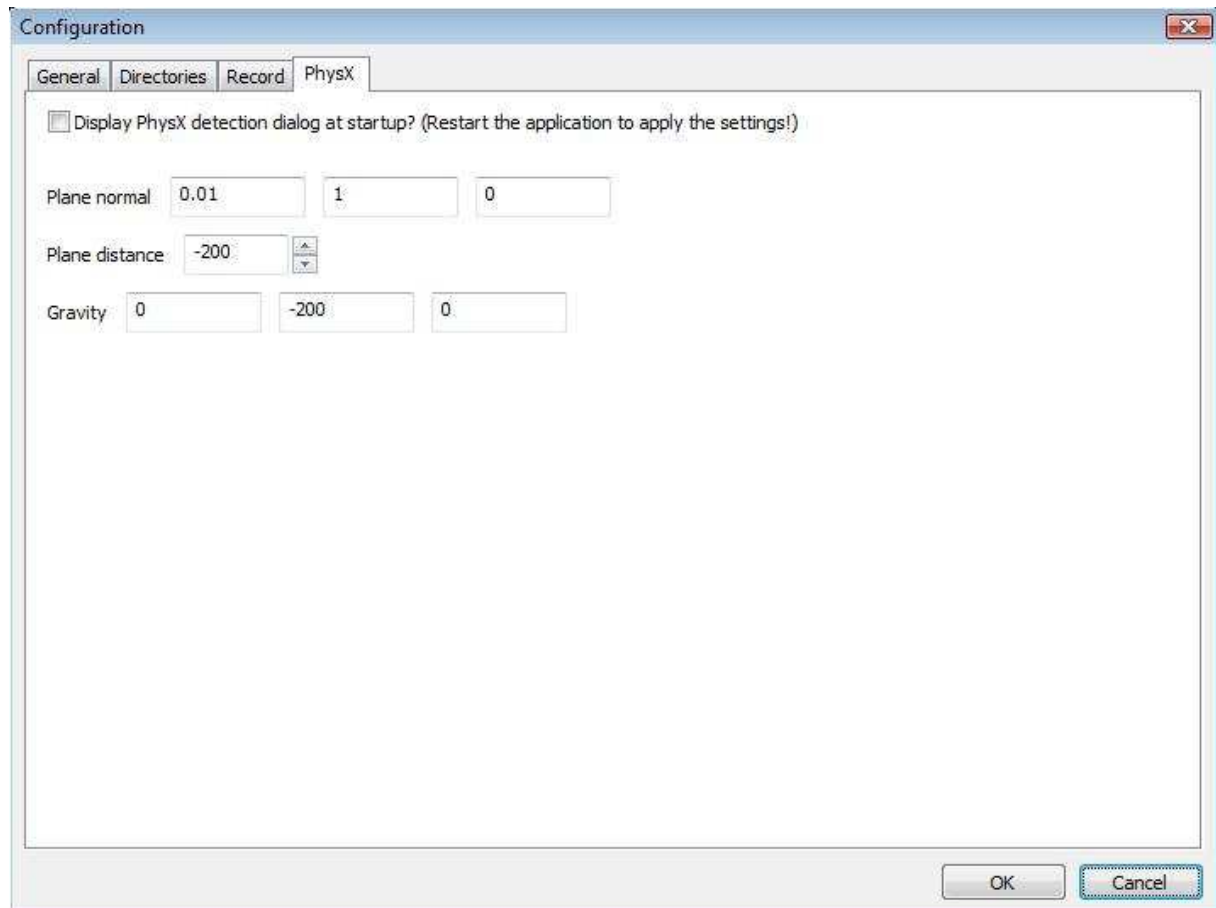 Configuration
General Directories Record PhysX
Display PhysX detection dialog at startup? (Restart the application to apply the settings!)
Plane normal 0.01 1 0
Plane distance -200
Gravity 0 -200 0
OK Cancel